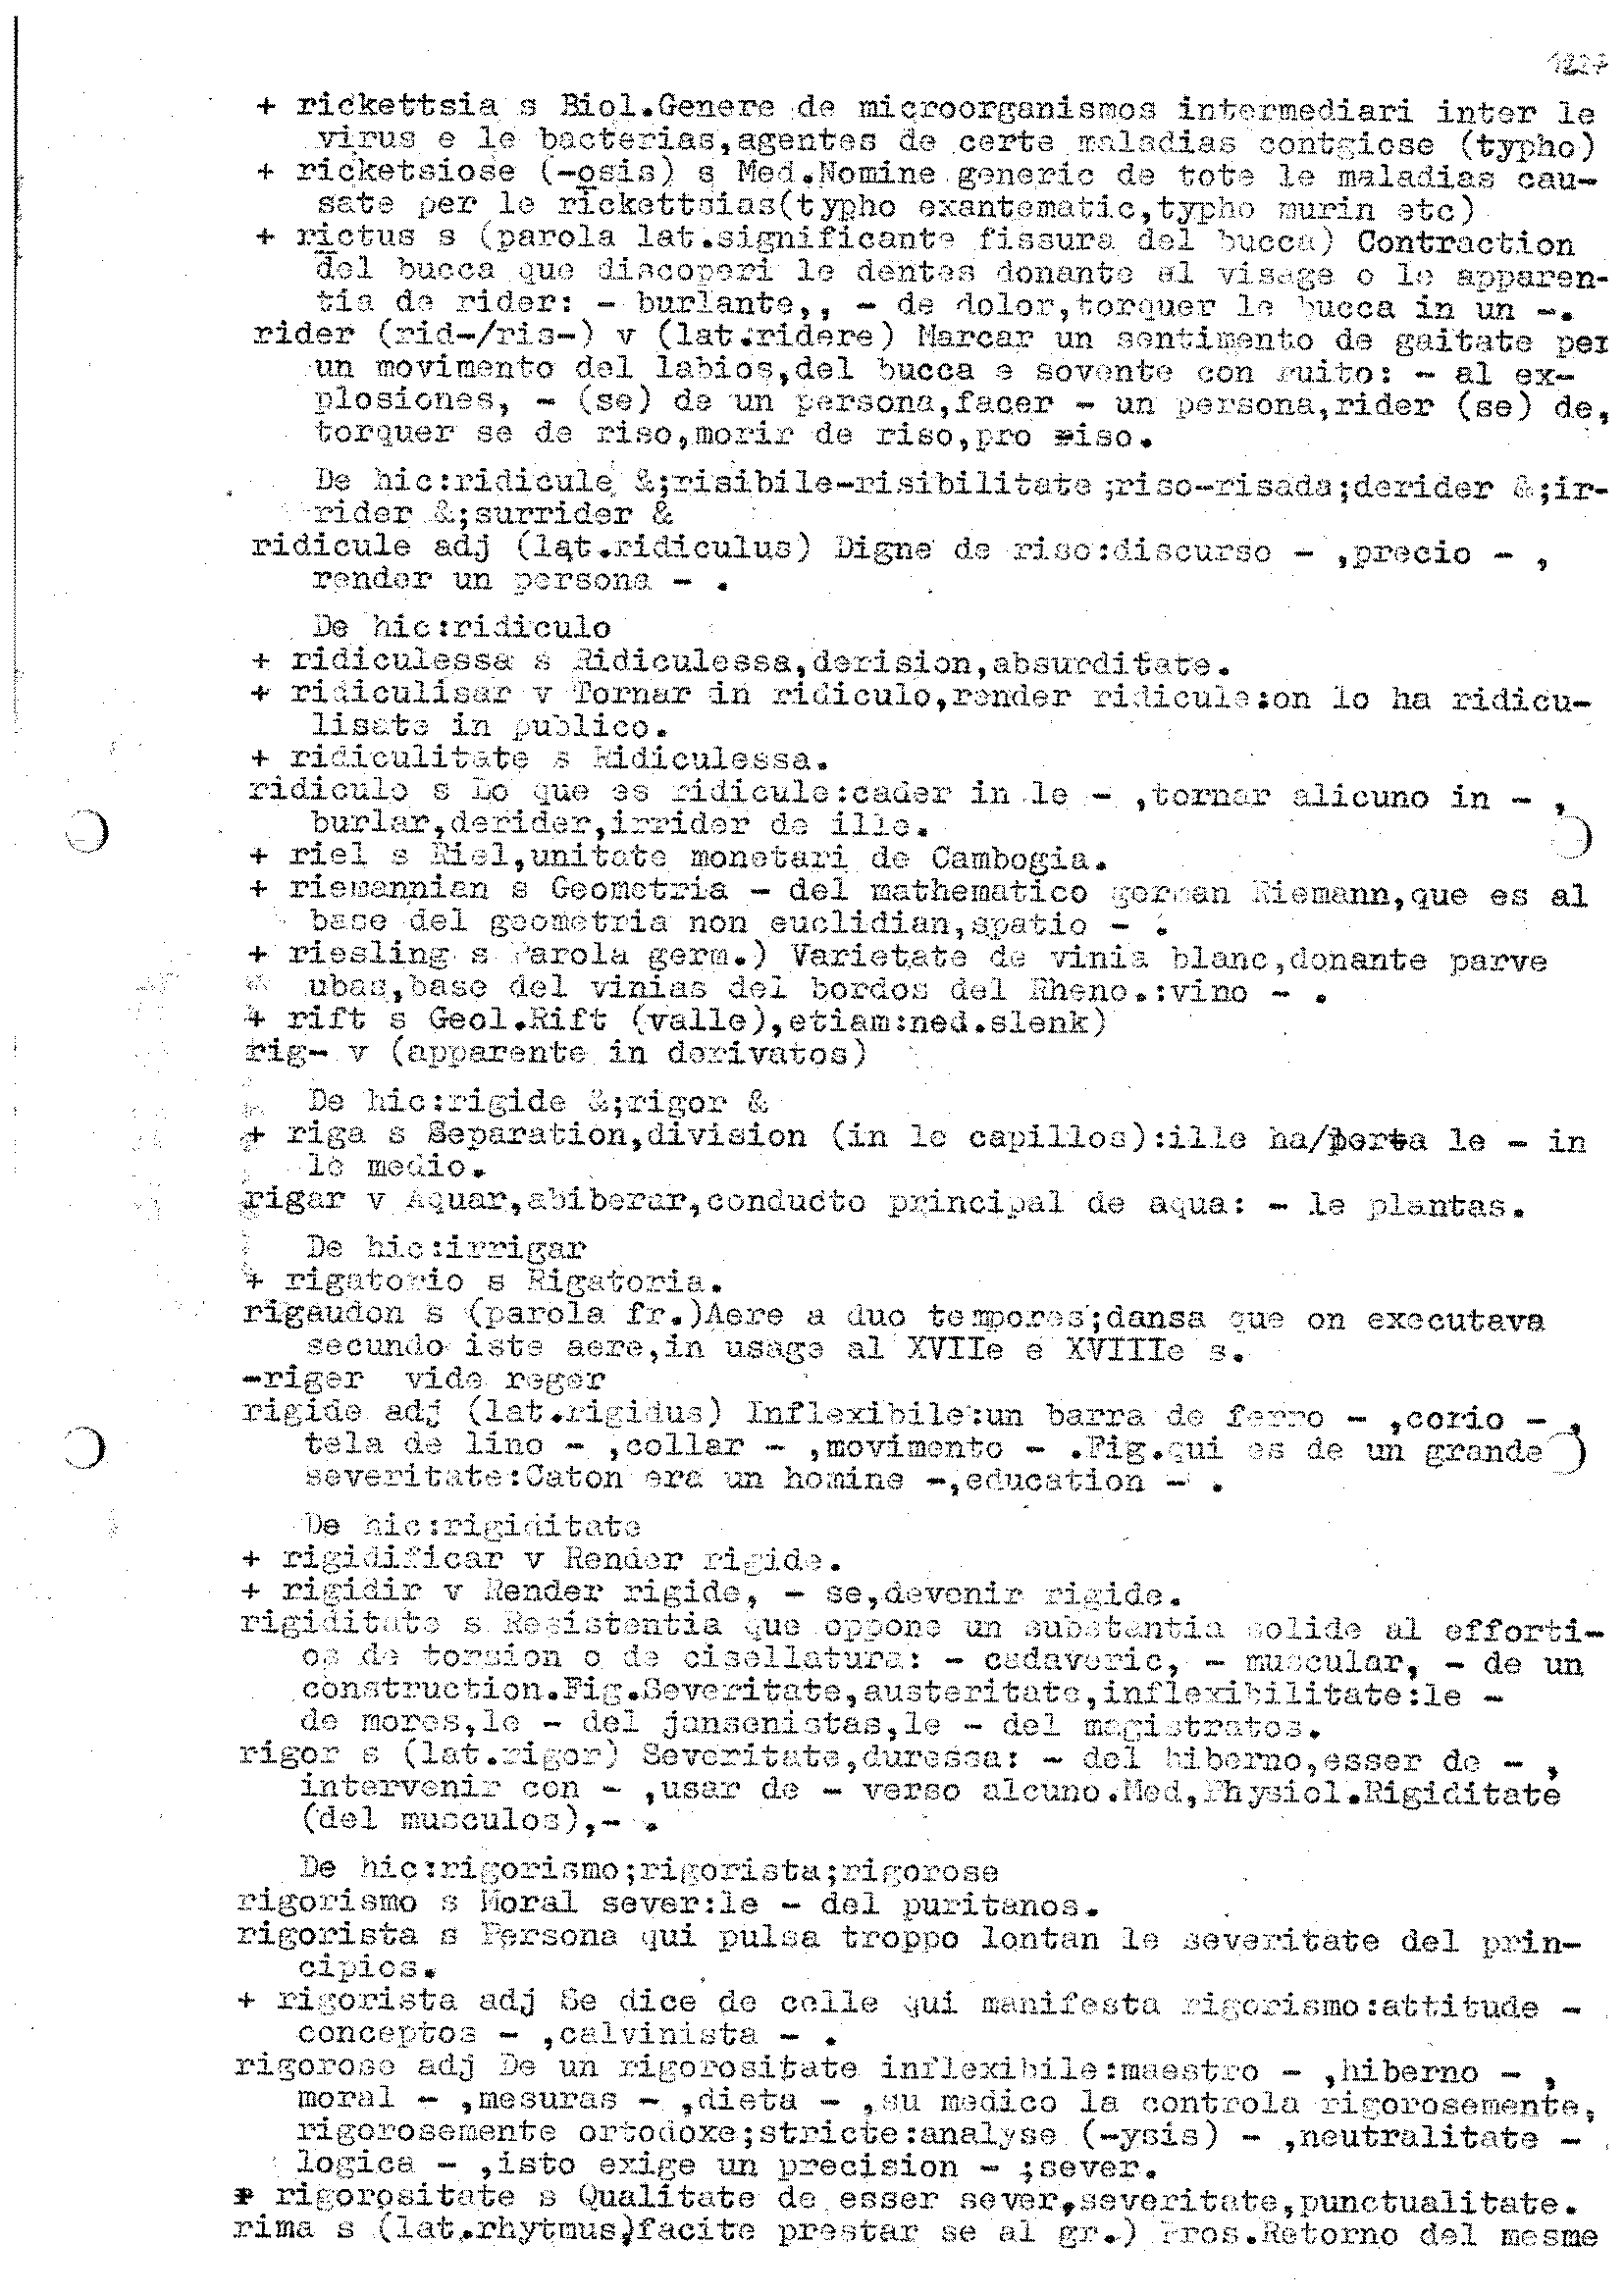 1227
+ rickettsia s Biol.Genere de microorganismos intermediari inter le
virus e le bacterias,agentes de certe maladias contgiose (typho)
+ ricketsiose (-osis) s Med.Nomine generic de tote le maladias cau-
sate per le rickettsias(typho exantematic,typho murin etc)
+ rictus s (parola lat.significante fissura del bucca) Contraction
del bucca que discoperi le dentes donante al visage o le apparen-
tia de rider: - burlante,, - de dolor,torquer le bucca in un -.
rider (rid-/ris-) v (lat.ridere) Marcar un sentimento de gaitate per
un movimento del labios,del bucca e sovente con ruito: - al ex-
plosiones, - (se) de un persona,facer - un persona,rider (se) de,
torquer se de riso,morir de riso,pro riso.
De hic:ridicule &;risibile-risibilitate;riso-risada;derider &;ir-
rider &;surrider &
ridicule adj (lat.ridiculus) Digne de riso:discurso - ,precio - ,
render un persona - .
De hic:ridiculo
+ ridiculessa s Ridiculessa,derision,absurditate.
+ ridiculisar v Tornar in ridiculo,render ridicule:on lo ha ridicu-
lisate in publico.
+ ridiculitate s Ridiculessa.
ridiculo s Lo que es ridicule:cader in le - ,tornar alicuno in - ,
burlar,derider,irrider de ille.
+ riel s Riel,unitate monetari de Cambogia.
+ riemannian s Geometria - del mathematico german Riemann,que es al
base del geometria non euclidian,spatio - .
+ riesling s Parola germ.) Varietate de vinia blanc,donante parve
ubas,base del vinias del bordos del Rheno.:vino - .
+ rift s Geol.Rift (valle),etiam:ned.slenk)
rig- v (apparente in derivatos)
De hic:rigide &;rigor &
+ riga s Separation,division (in le capillos):ille ha/porta le - in
le medio.
rigar v Aquar,abiberar,conducto principal de aqua: - le plantas.
De hic:irrigar
+ rigatorio s Rigatoria.
rigaudon s (parola fr.)Aere a duo tempores;dansa que on executava
secundo iste aere,in usage al XVIIe e XVIIIe s.
-riger vide reger
rigide adj (lat.rigidus) Inflexibile:un barra de ferro - ,corio - ,
tela de lino - ,collar - ,movimento - .Fig.qui es de un grande
severitate:Caton era un homine -,education - .
De hic:rigiditate
+ rigidificar v Render rigide.
+ rigidir v Render rigide, - se,devenir rigide.
rigiditate s Resistentia que oppone un substantia solide al efforti-
os de torsion o de cisellatura: - cadaveric, - muscular, - de un
construction.Fig.Severitate,austeritate,inflexibilitate:le -
de mores,le - del jansenistas,le - del magistratos.
rigor s (lat.rigor) Severitate,duressa: - del hiberno,esser de - ,
intervenir con - ,usar de - verso alcuno.Med,Physiol.Rigiditate
(del musculos),- .
De hic:rigorismo;rigorista;rigorose
rigorismo s Moral sever:le - del puritanos.
rigorista s Persona qui pulsa troppo lontan le severitate del prin-
cipios.
+ rigorista adj Se dice de celle qui manifesta rigorismo:attitude -
conceptos - ,calvinista - .
rigorose adj De un rigorositate inflexibile:maestro - ,hiberno - ,
moral - ,mesuras - ,dieta - ,su medico la controla rigorosemente,
rigorosemente ortodoxe;stricte:analyse (-ysis) - ,neutralitate -
logica - ,isto exige un precision - ;sever.
+ rigorositate s Qualitate de esser sever,severitate,punctualitate.
rima s (lat.rhytmus)facite prestar se al gr.) Pros.Retorno del mesme